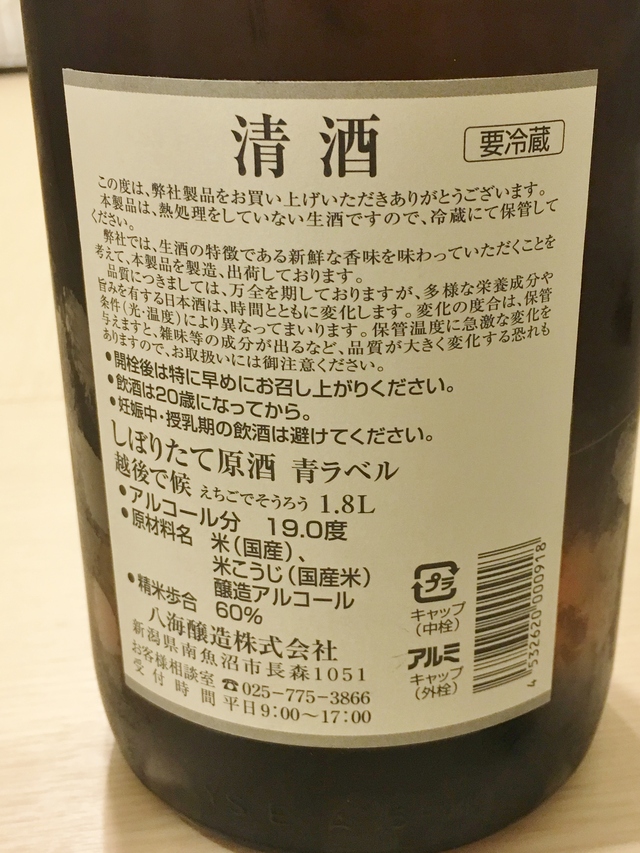 清酒
要冷蔵
この度は、弊社製品をお買い上げいただきありがとうございます。
本製品は、熱処理をしていない生酒ですので、冷蔵にて保管して
ください。
弊社では、生酒の特徴である新鮮な香味を味わっていただくことを
考えて、本製品を製造、出荷しております。
品質につきましては、万全を期しておりますが、多様な栄養成分や
旨みを有する日本酒は、時間とともに変化します。変化の度合は、保管
条件(光・温度)により異なってまいります。保管温度に急激な変化を
与えますと、雑味等の成分が出るなど、品質が大きく変化する恐れも
ありますので、お取扱いには御注意ください。
●開栓後は特に早めにお召し上がりください。
●飲酒は20歳になってから。
●妊娠中・授乳期の飲酒は避けてください。
しぼりたて原酒 青ラベル
越後で候 えちごでそうろう 1.8L
●アルコール分 19.0度
●原材料名 米(国産)、
米こうじ(国産米)
醸造アルコール
●精米歩合 60%
八海醸造株式会社
新潟県南魚沼市長森1051
お客様相談室 ☎025-775-3866
受付時間 平日9:00〜17:00
プラ
キャップ
(中栓)
アルミ
キャップ
(外栓)
4 532620 000918